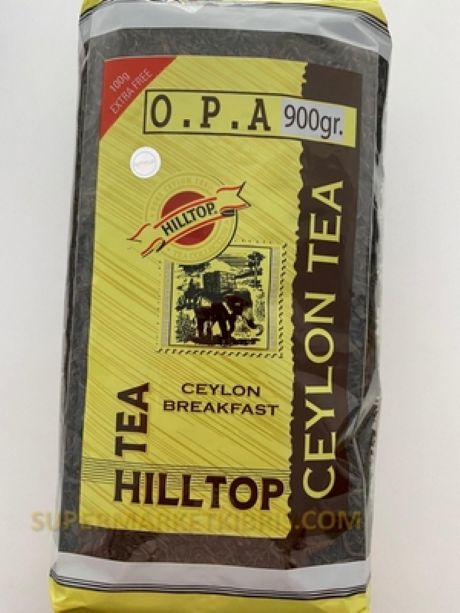 100g
EXTRA FREE
O.P.A 900gr.
HILLTOP
CEYLON TEA
CEYLON
BREAKFAST
TEA
HILLTOP
SUPERMARKETKIBRIS.COM